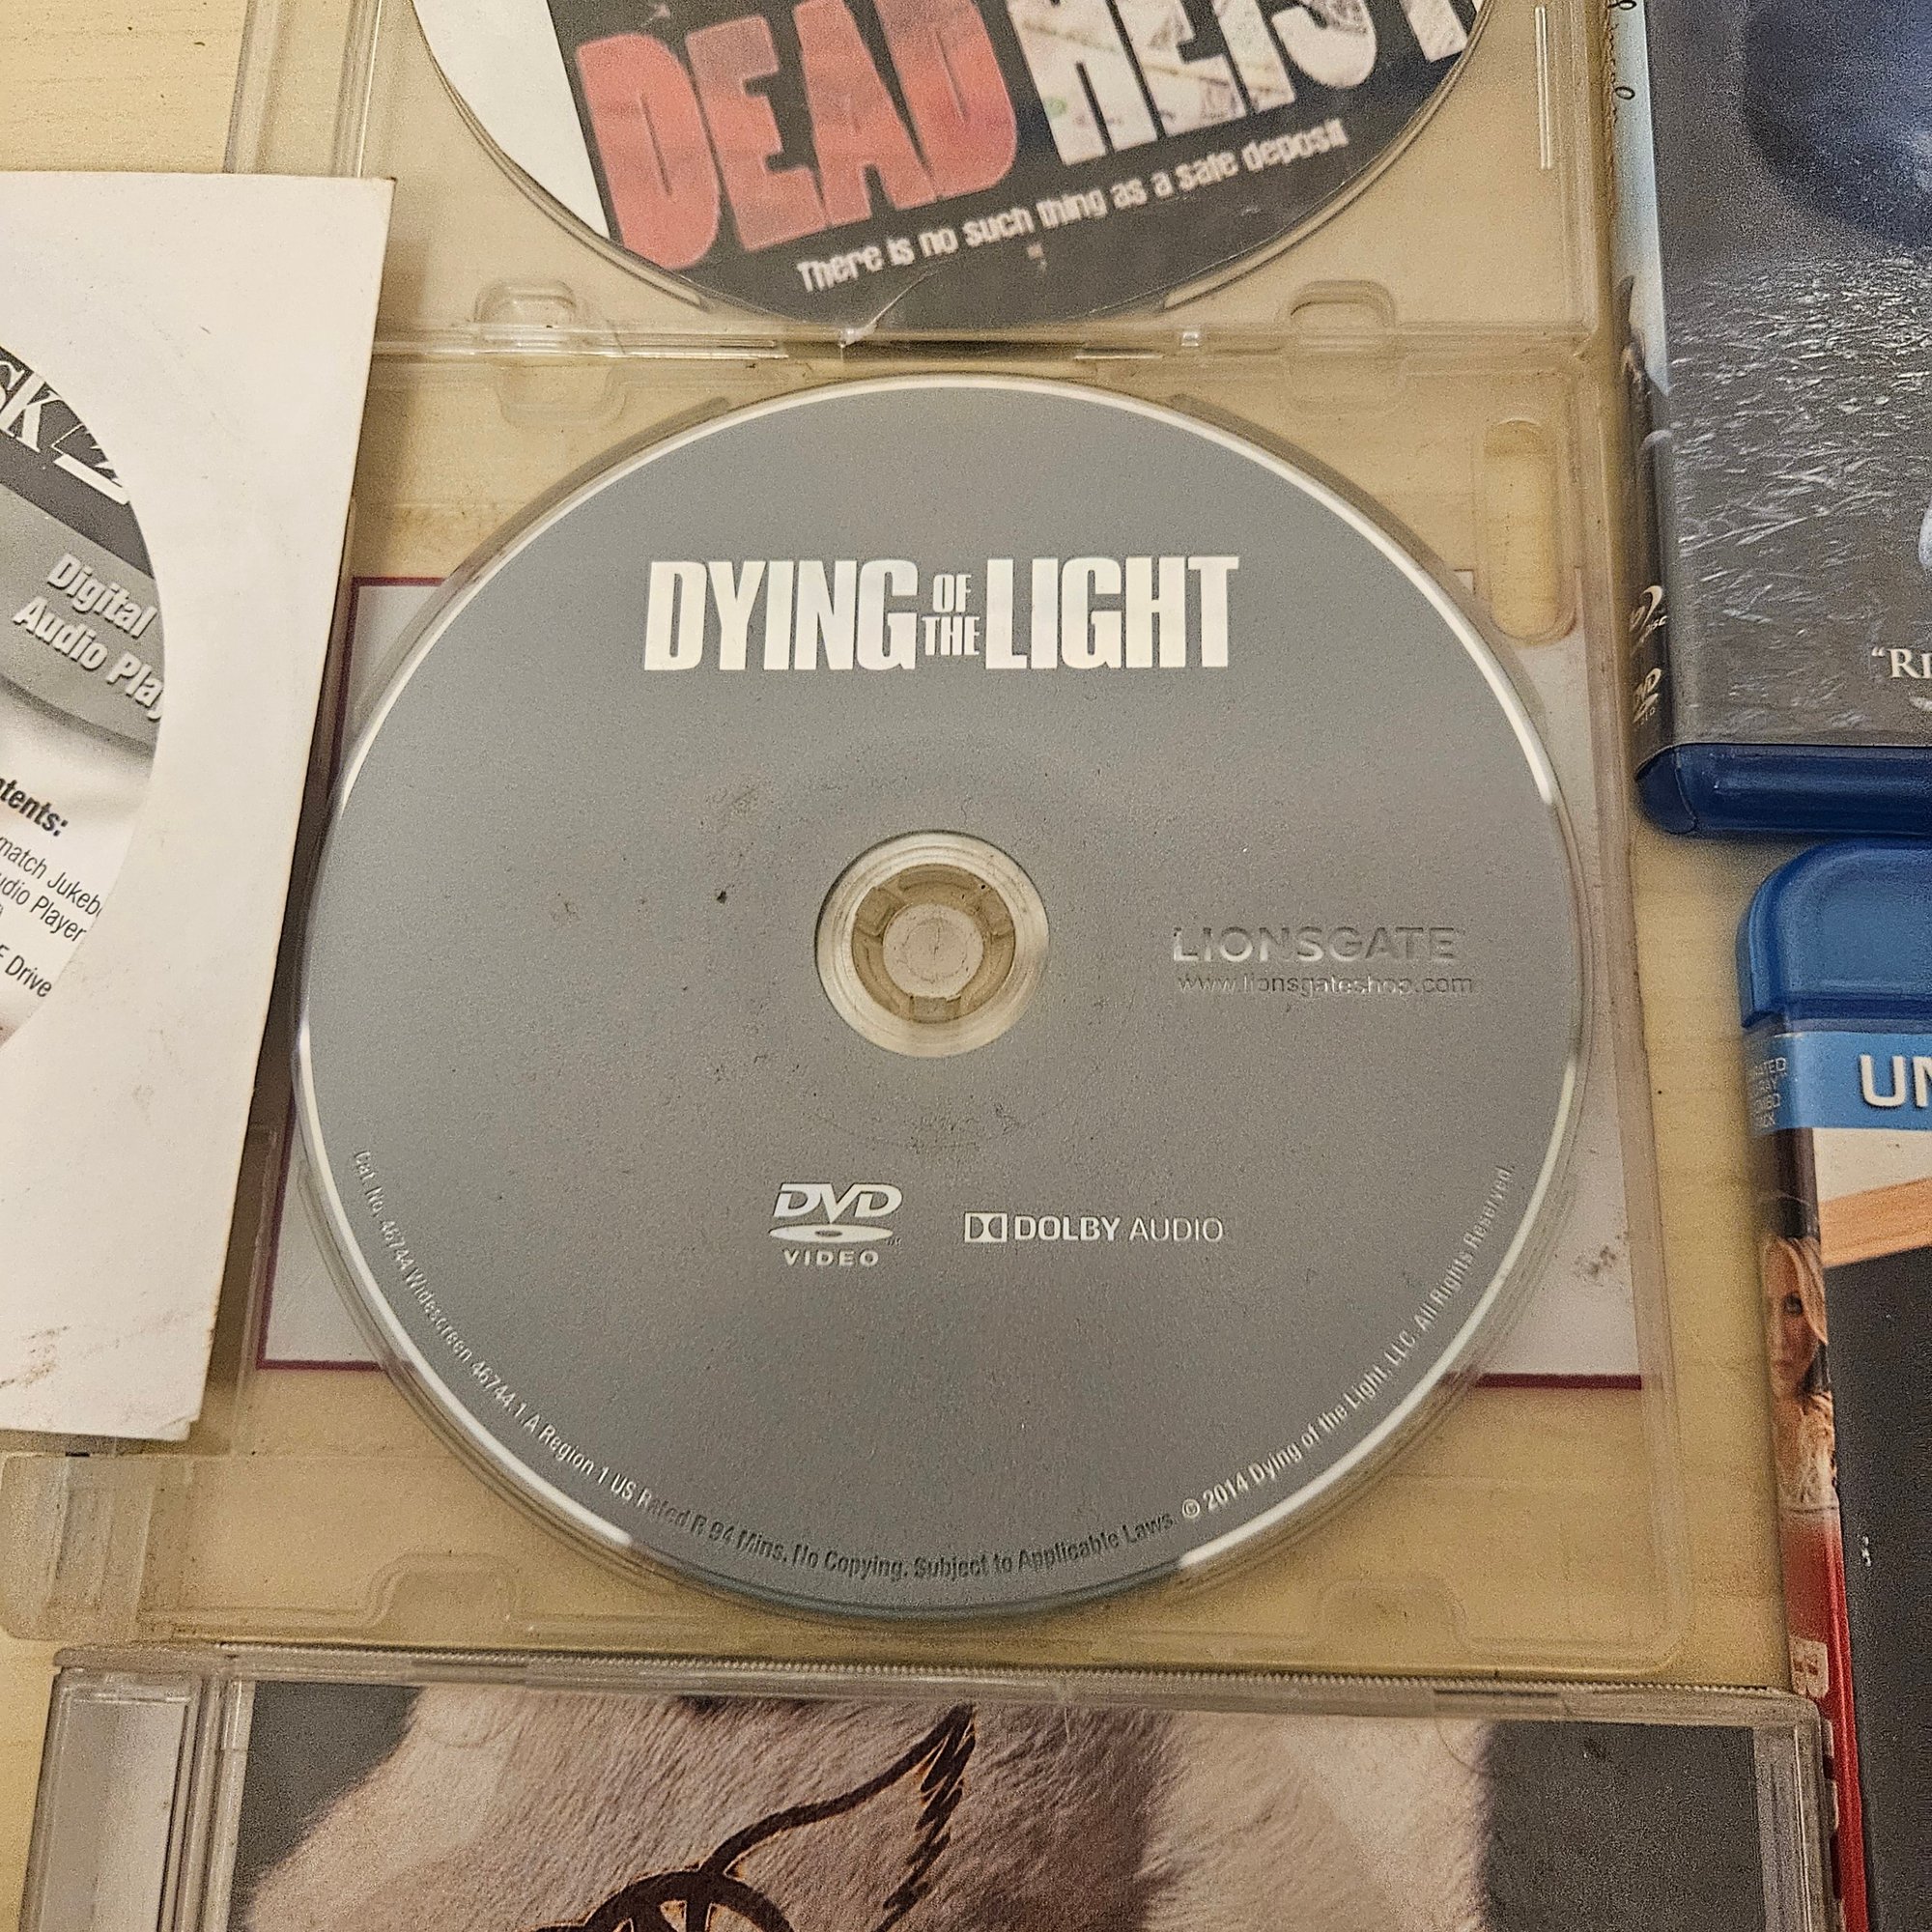 DEAD HEIST
There is no such thing as a safe deposit
Digital
Audio Play
DYING OF THE LIGHT
LIONSGATE
www.lionsgateshop.com
DVD
VIDEO
DOLBY AUDIO
Cat. No. 46744 Widescreen 46744.1.A Region 1 US Rated R 94 Mins. No Copying. Subject to Applicable Laws. © 2014 Dying of the Light, LLC. All Rights Reserved.
tents:
match Jukeb
udio Player
Drive
DVD
"RI
UN